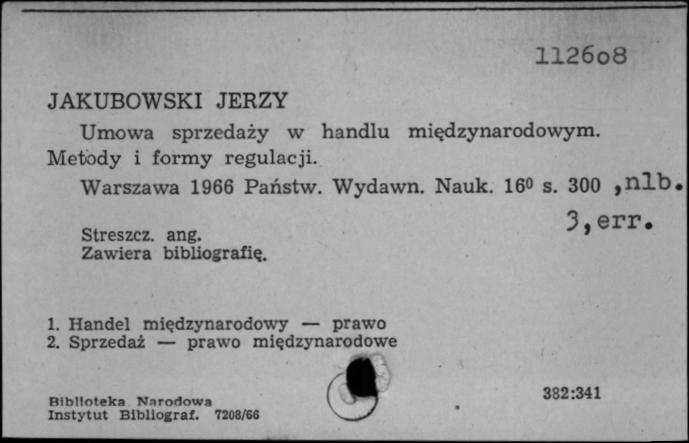 112608
JAKUBOWSKI JERZY
Umowa sprzedaży w handlu międzynarodowym.
Metody i formy regulacji.
Warszawa 1966 Państw. Wydawn. Nauk. 16⁰ s. 300 ,nlb.
3,err.
Streszcz. ang.
Zawiera bibliografię.
1. Handel międzynarodowy — prawo
2. Sprzedaż — prawo międzynarodowe
Biblioteka Narodowa
Instytut Bibliograf. 7208/66
382:341